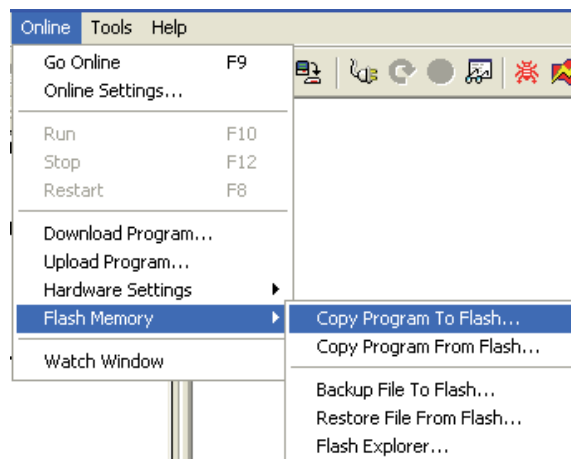 Online Tools Help
Go Online F9
Online Settings...
Run F10
Stop F12
Restart F8
Download Program...
Upload Program...
Hardware Settings
Flash Memory
Watch Window
Copy Program To Flash...
Copy Program From Flash...
Backup File To Flash...
Restore File From Flash...
Flash Explorer...